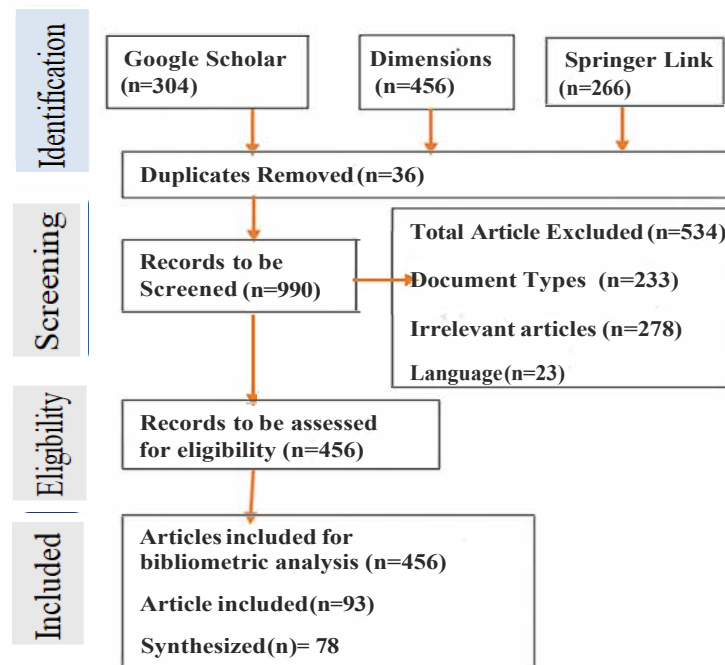 Identification
Google Scholar
(n=304)
Dimensions
(n=456)
Springer Link
(n=266)
Duplicates Removed (n=36)
Screening
Records to be
Screened (n=990)
Total Article Excluded (n=534)
Document Types (n=233)
Irrelevant articles (n=278)
Language(n=23)
Eligibility
Records to be assessed
for eligibility (n=456)
Included
Articles included for
bibliometric analysis (n=456)
Article included(n=93)
Synthesized(n)= 78